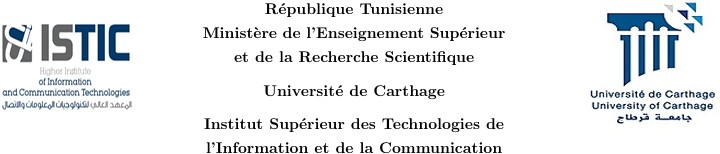 ISTIC
Higher Institute
of Information
and Communication Technologies
المعهد العالي لتكنولوجيات المعلومات والاتصال
République Tunisienne
Ministère de l'Enseignement Supérieur
et de la Recherche Scientifique
Université de Carthage
Institut Supérieur des Technologies de
l'Information et de la Communication
Université de Carthage
University of Carthage
جامعة قرطاج